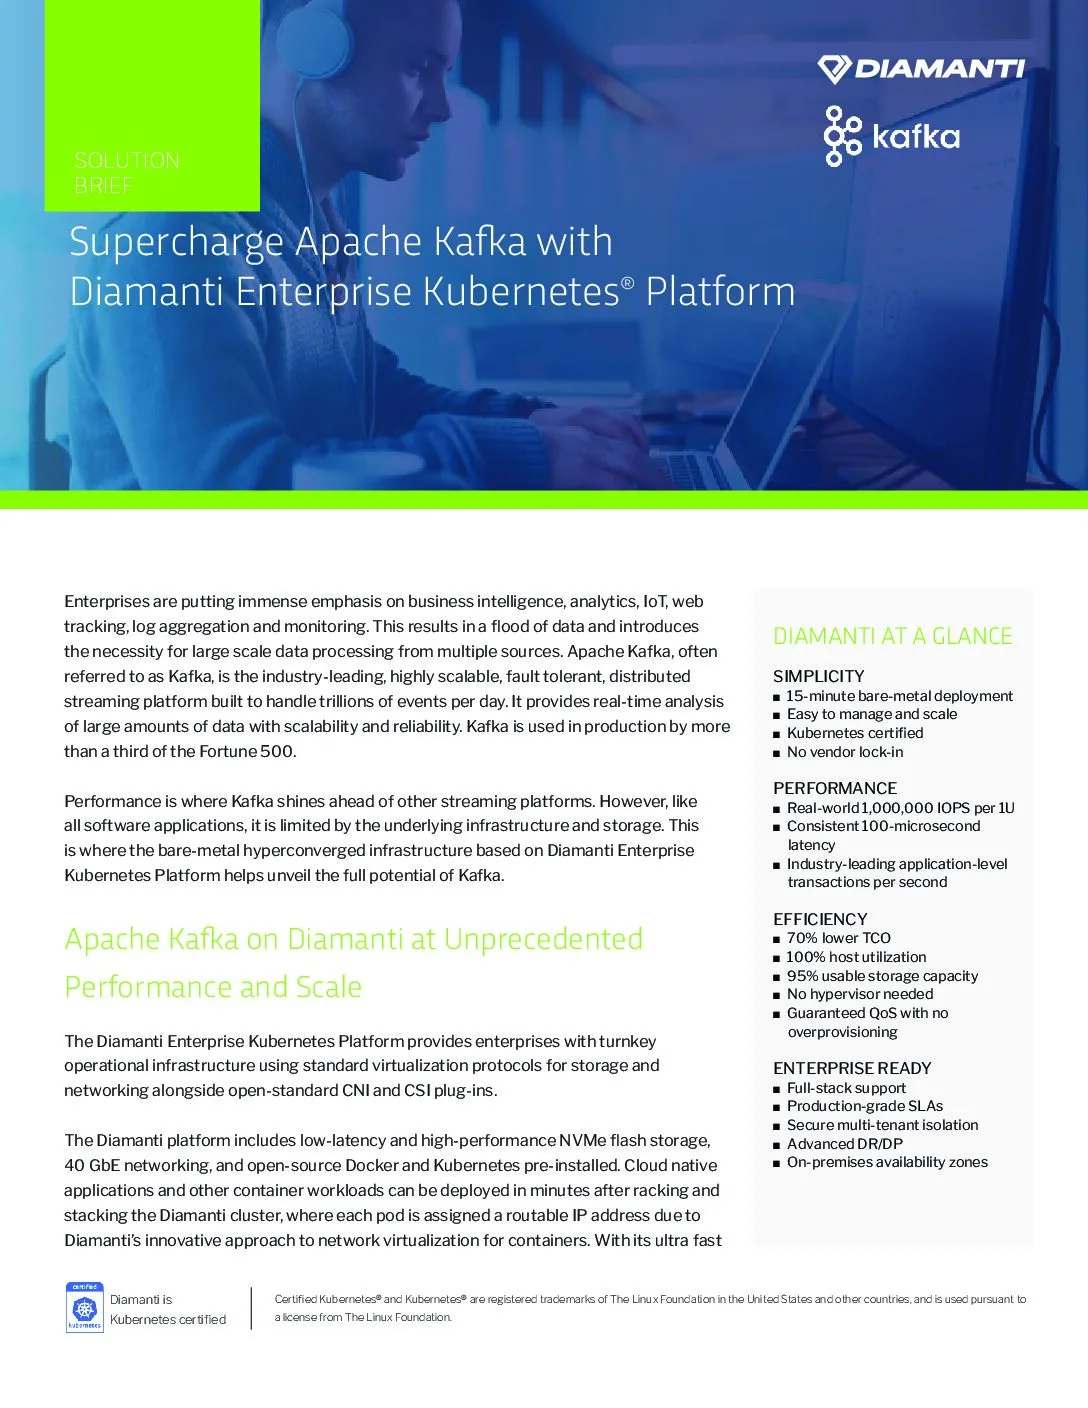 DIAMANTI
kafka
SOLUTION
BRIEF
Supercharge Apache Kafka with
Diamanti Enterprise Kubernetes® Platform
Enterprises are putting immense emphasis on business intelligence, analytics, IoT, web
tracking, log aggregation and monitoring. This results in a flood of data and introduces
the necessity for large scale data processing from multiple sources. Apache Kafka, often
referred to as Kafka, is the industry-leading, highly scalable, fault tolerant, distributed
streaming platform built to handle trillions of events per day. It provides real-time analysis
of large amounts of data with scalability and reliability. Kafka is used in production by more
than a third of the Fortune 500.
Performance is where Kafka shines ahead of other streaming platforms. However, like
all software applications, it is limited by the underlying infrastructure and storage. This
is where the bare-metal hyperconverged infrastructure based on Diamanti Enterprise
Kubernetes Platform helps unveil the full potential of Kafka.
Apache Kafka on Diamanti at Unprecedented
Performance and Scale
The Diamanti Enterprise Kubernetes Platform provides enterprises with turnkey
operational infrastructure using standard virtualization protocols for storage and
networking alongside open-standard CNI and CSI plug-ins.
The Diamanti platform includes low-latency and high-performance NVMe flash storage,
40 GbE networking, and open-source Docker and Kubernetes pre-installed. Cloud native
applications and other container workloads can be deployed in minutes after racking and
stacking the Diamanti cluster, where each pod is assigned a routable IP address due to
Diamanti's innovative approach to network virtualization for containers. With its ultra fast
DIAMANTI AT A GLANCE
SIMPLICITY
■ 15-minute bare-metal deployment
■ Easy to manage and scale
■ Kubernetes certified
■ No vendor lock-in
PERFORMANCE
■ Real-world 1,000,000 IOPS per 1U
■ Consistent 100-microsecond
latency
■ Industry-leading application-level
transactions per second
EFFICIENCY
■ 70% lower TCO
■ 100% host utilization
■ 95% usable storage capacity
■ No hypervisor needed
■ Guaranteed QoS with no
overprovisioning
ENTERPRISE READY
■ Full-stack support
■ Production-grade SLAs
■ Secure multi-tenant isolation
■ Advanced DR/DP
■ On-premises availability zones
certified
kubernetes
Diamanti is
Kubernetes certified
Certified Kubernetes® and Kubernetes® are registered trademarks of The Linux Foundation in the United States and other countries, and is used pursuant to
a license from The Linux Foundation.